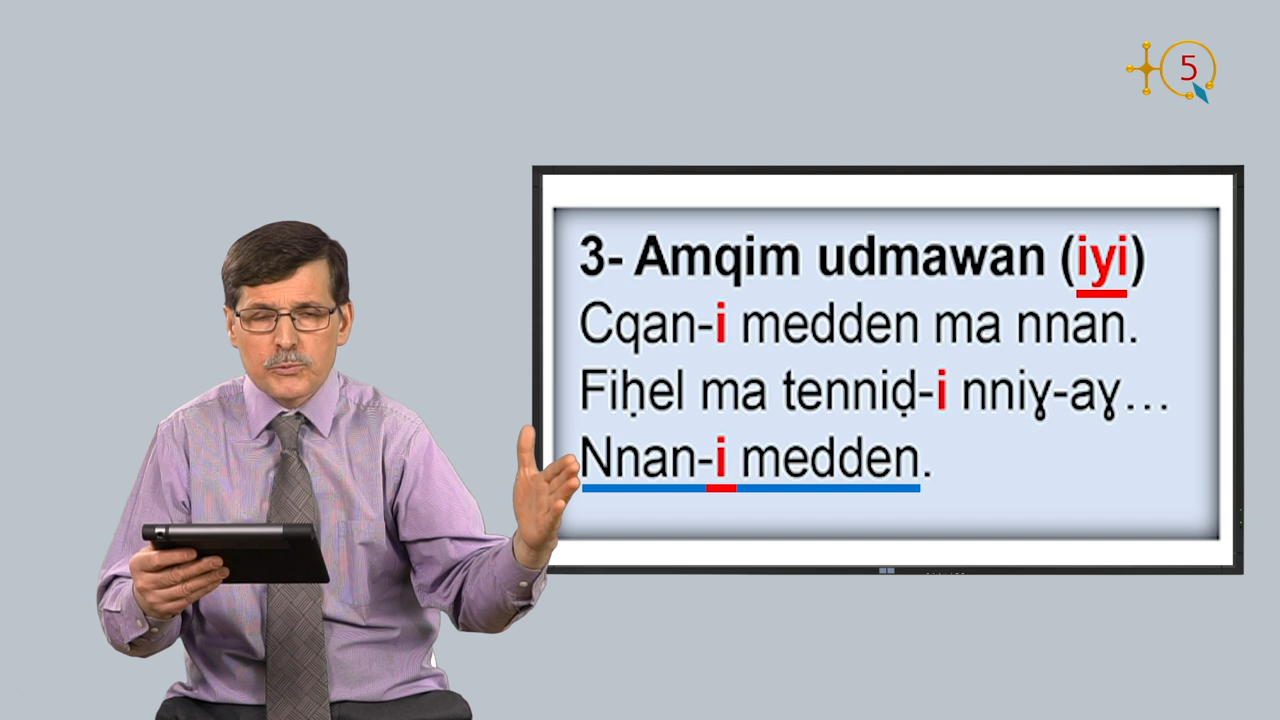 5
3- Amqim udmawan (iyi)
Cqan-i medden ma nnan.
Fiḥel ma tenniḍ-i nniɣ-aɣ…
Nnan-i medden.